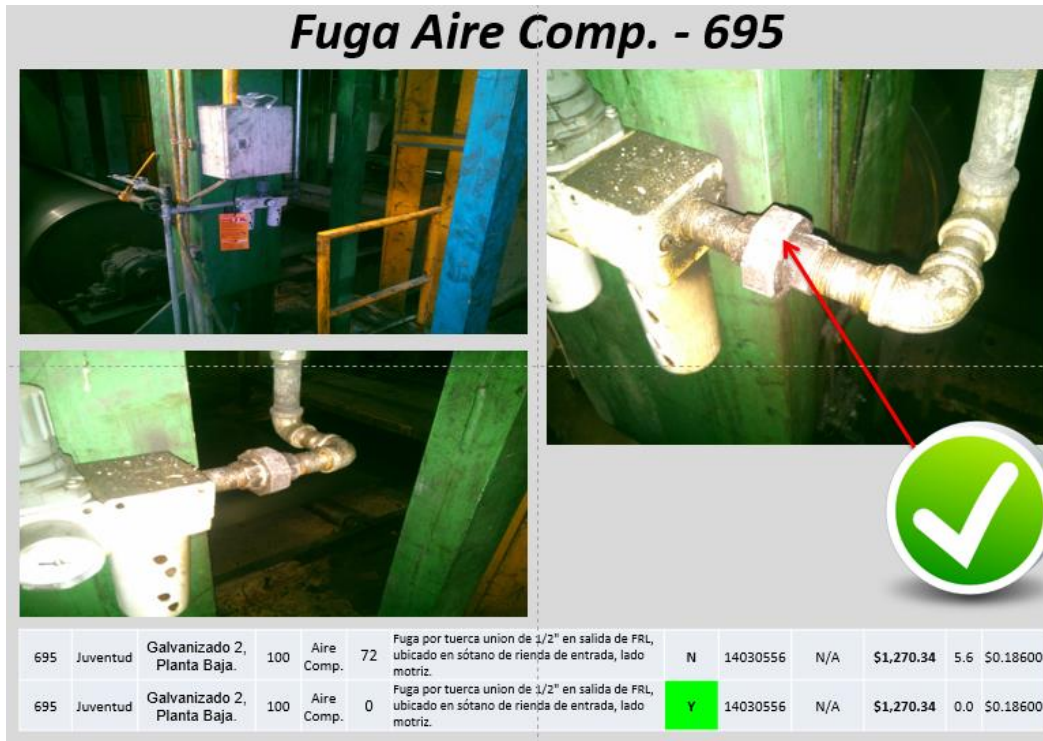 Fuga Aire Comp. - 695
695 Juventud Galvanizado 2, Planta Baja. 100 Aire Comp. 72 Fuga por tuerca union de 1/2" en salida de FRL, ubicado en sótano de rienda de entrada, lado motriz. N 14030556 N/A $1,270.34 5.6 $0.18600
695 Juventud Galvanizado 2, Planta Baja. 100 Aire Comp. 0 Fuga por tuerca union de 1/2" en salida de FRL, ubicado en sótano de rienda de entrada, lado motriz. Y 14030556 N/A $1,270.34 0.0 $0.18600